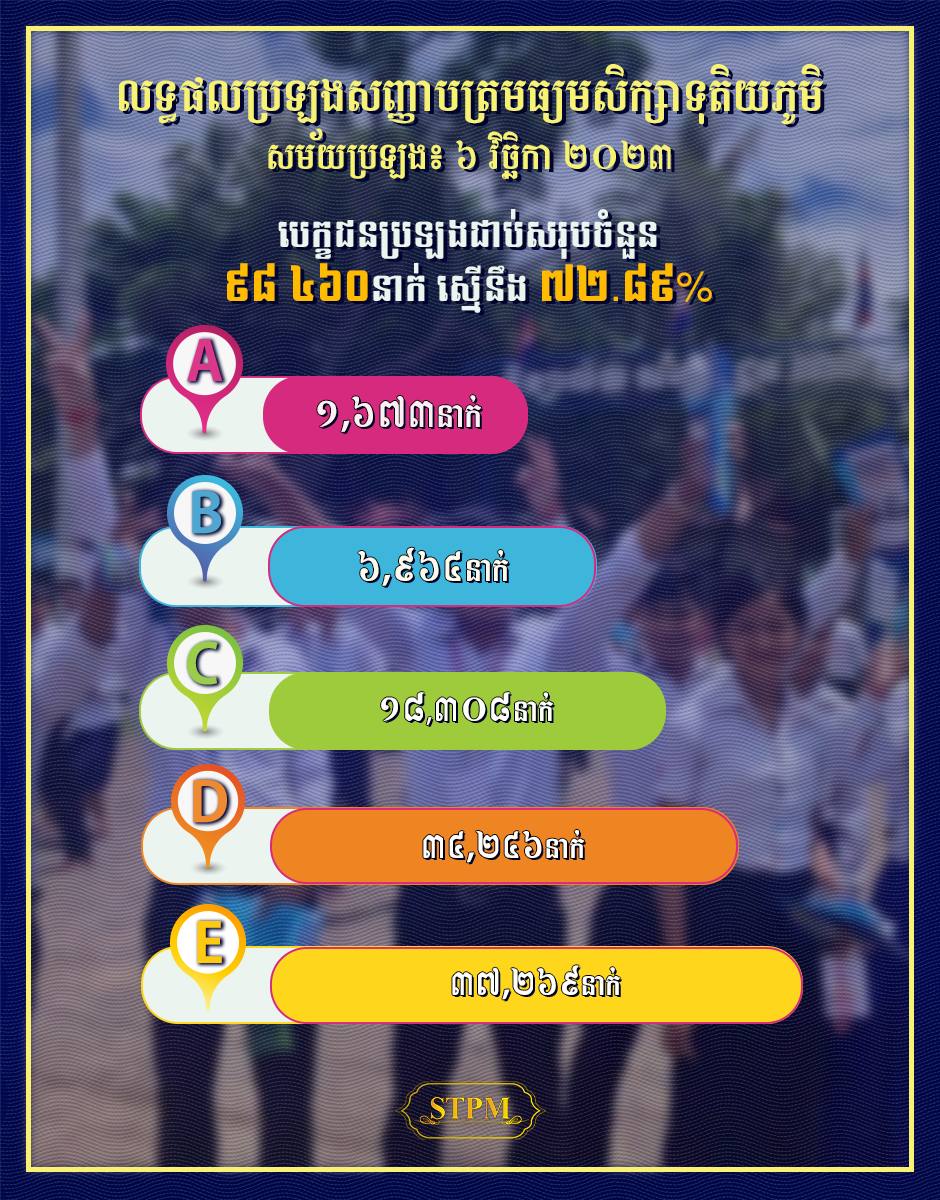 លទ្ធផលប្រឡងសញ្ញាបត្រមធ្យមសិក្សាទុតិយភូមិ
សម័យប្រឡង៖ ៦ វិច្ឆិកា ២០២៣
បេក្ខជនប្រឡងជាប់សរុបចំនួន
៩៨ ៤៦០នាក់ ស្មើនឹង ៧២.៨៩%
A
១,៦៧៣នាក់
B
៦,៩៦៤នាក់
C
១៨,៣០៨នាក់
D
៣៤,២៤៦នាក់
E
៣៧,២៦៩នាក់
STPM